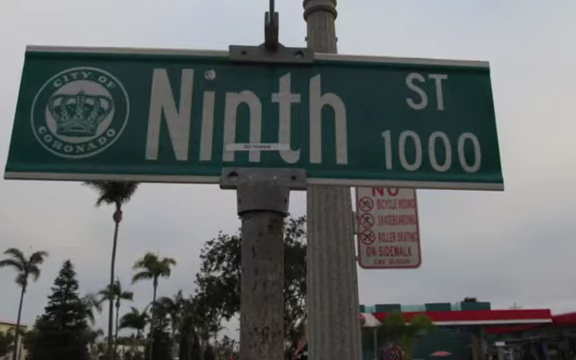 CITY OF
CORONADO
Ninth
ST
1000
NO
BICYCLE RIDING
SKATEBOARDING
ROLLER SKATING
ON SIDEWALK